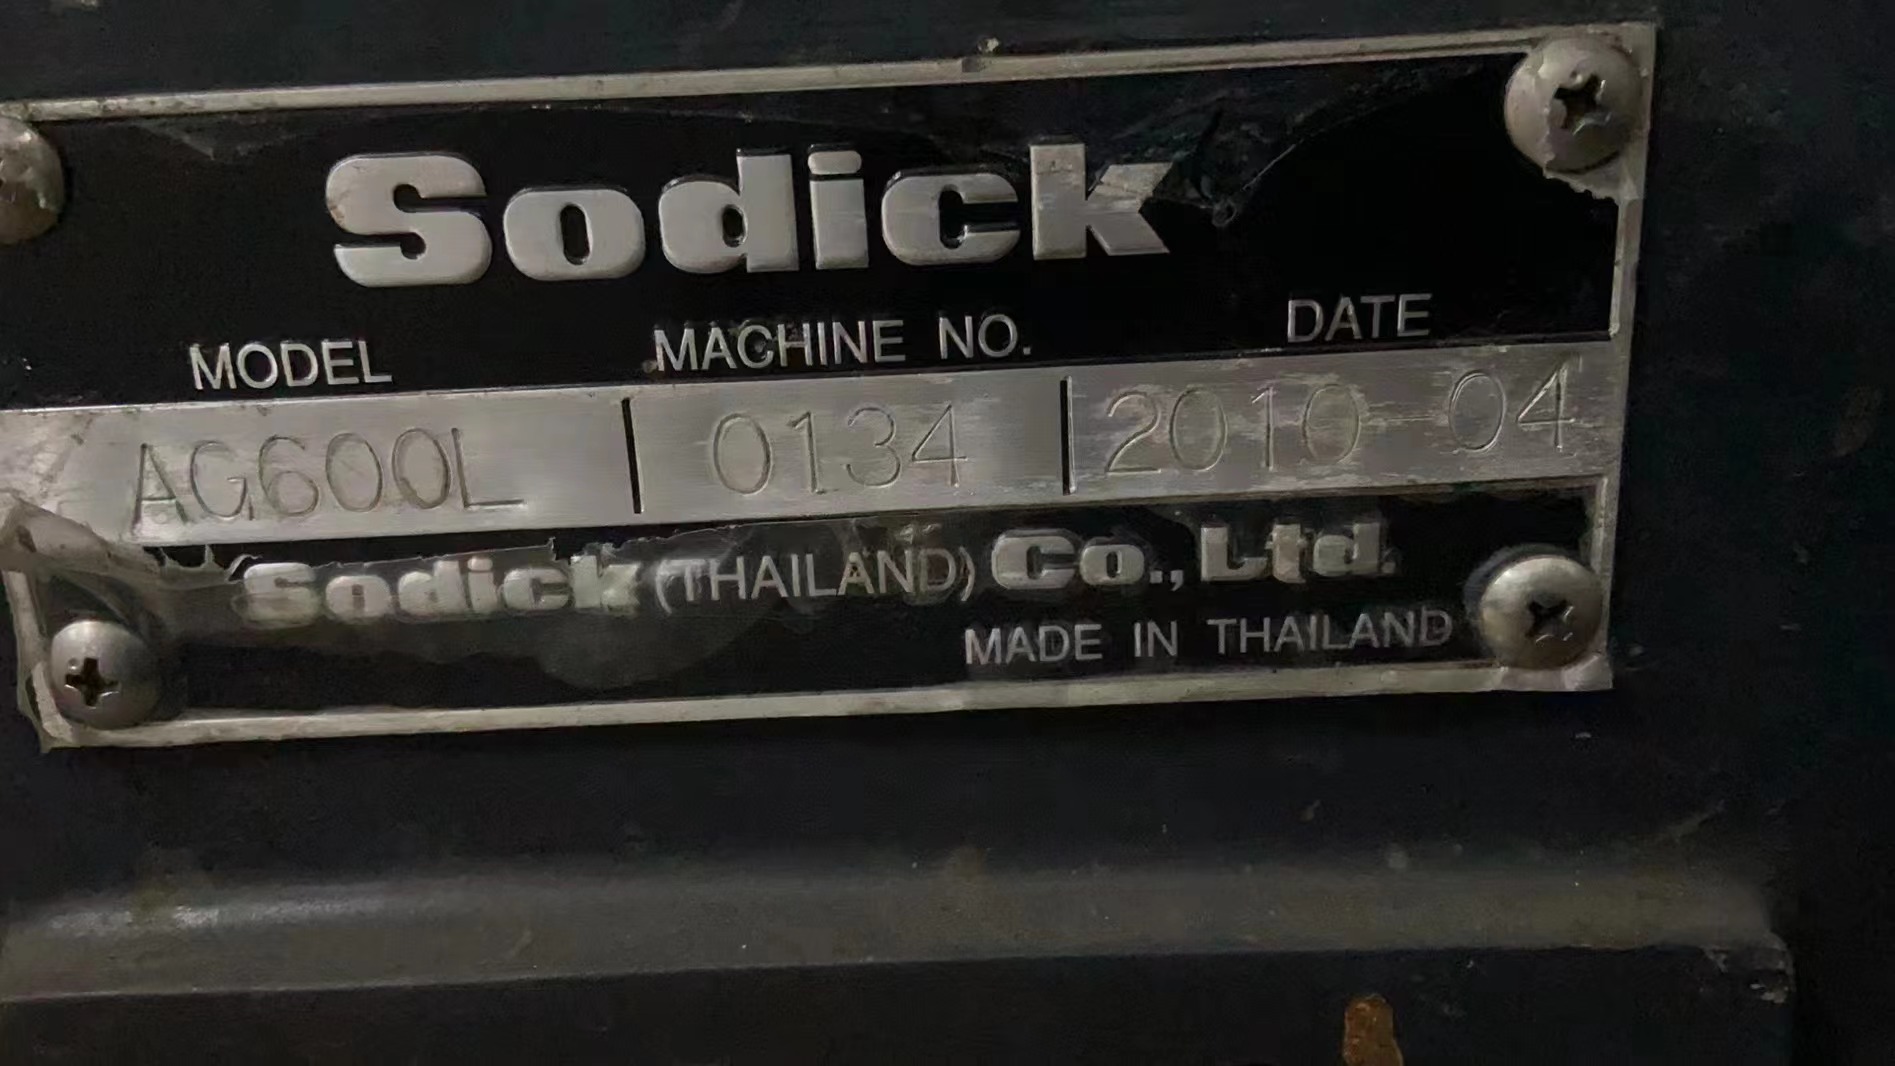 Sodick
MODEL MACHINE NO. DATE
AG600L 0134 2010-04
Sodick (THAILAND) Co., Ltd.
MADE IN THAILAND